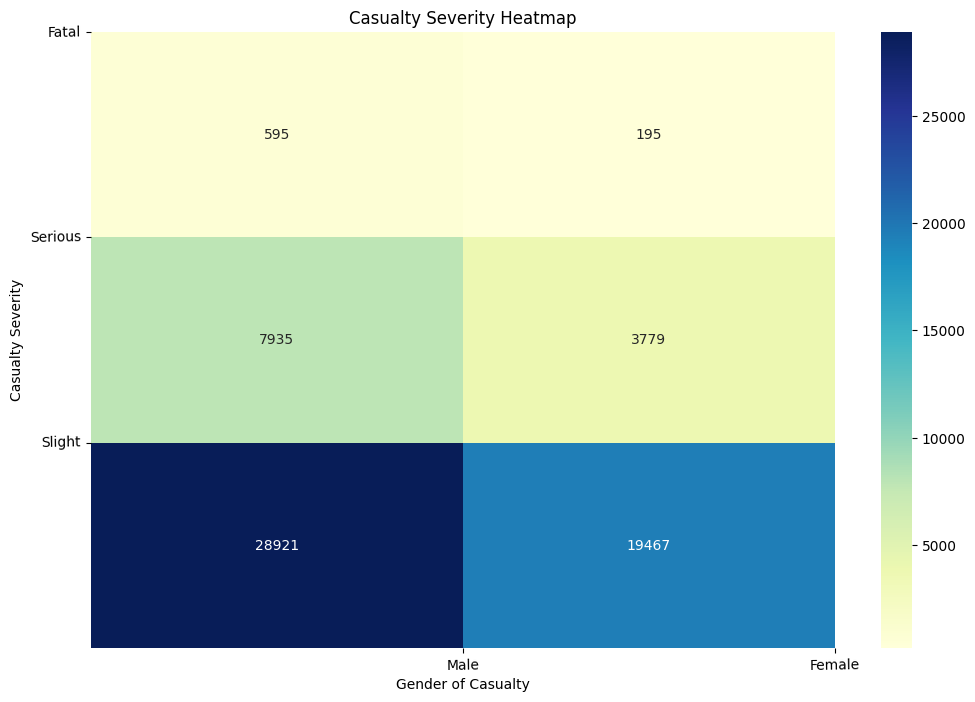 Casualty Severity Heatmap
Fatal
595 195
25000
20000
Serious
Casualty Severity
7935 3779
15000
10000
Slight
28921 19467
5000
Male Female
Gender of Casualty